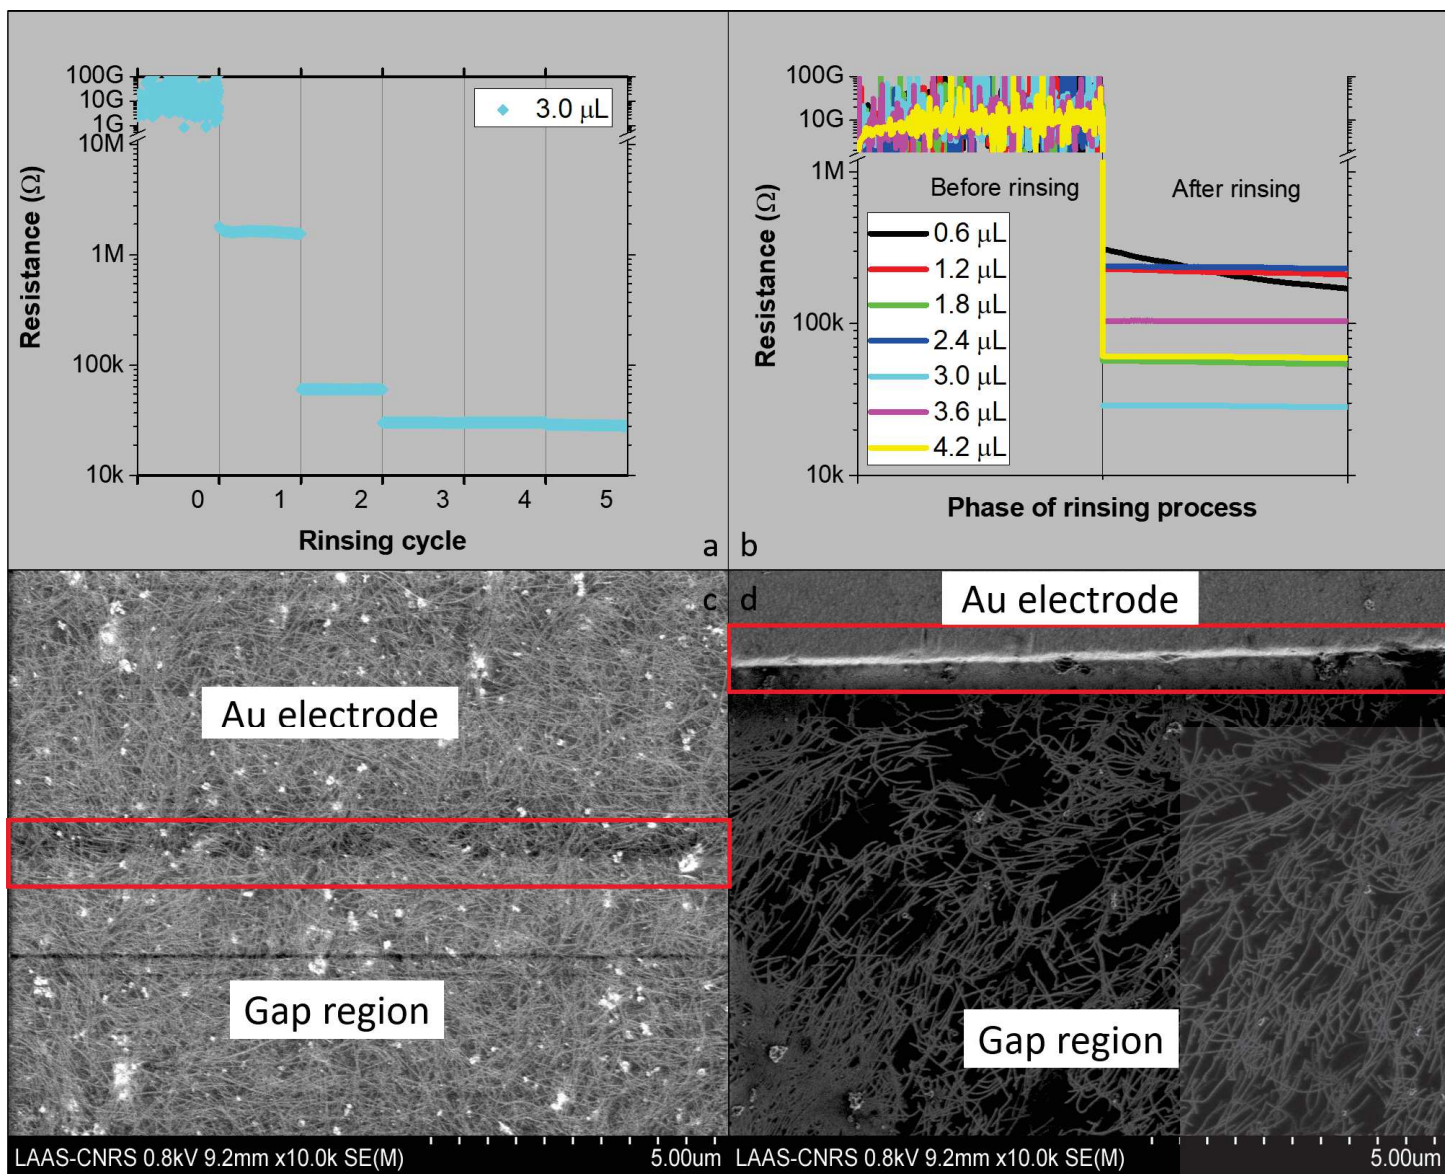 100G
10G
1G
10M
1M
100k
10k
Resistance (Ω)
3.0 μL
0
1
2
3
4
5
Rinsing cycle
a
100G
10G
1M
100k
10k
Resistance (Ω)
Before rinsing
After rinsing
0.6 μL
1.2 μL
1.8 μL
2.4 μL
3.0 μL
3.6 μL
4.2 μL
Phase of rinsing process
b
c
Au electrode
Gap region
LAAS-CNRS 0.8kV 9.2mm x10.0k SE(M)
5.00um
d
Au electrode
Gap region
LAAS-CNRS 0.8kV 9.2mm x10.0k SE(M)
5.00um